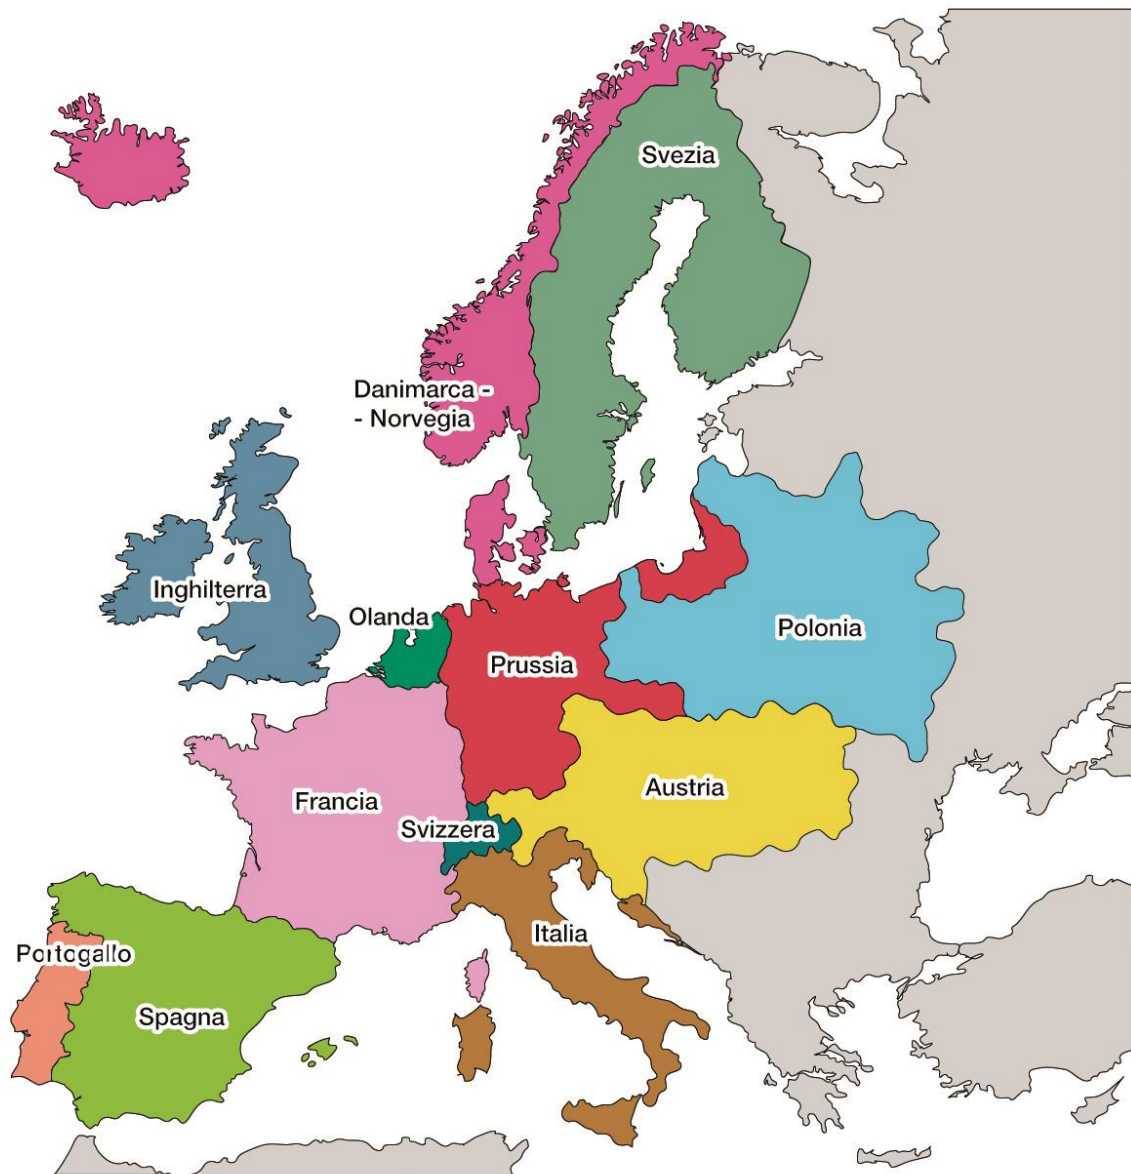 Svezia
Danimarca -
- Norvegia
Inghilterra
Olanda
Polonia
Prussia
Austria
Francia
Svizzera
Italia
Portogallo
Spagna